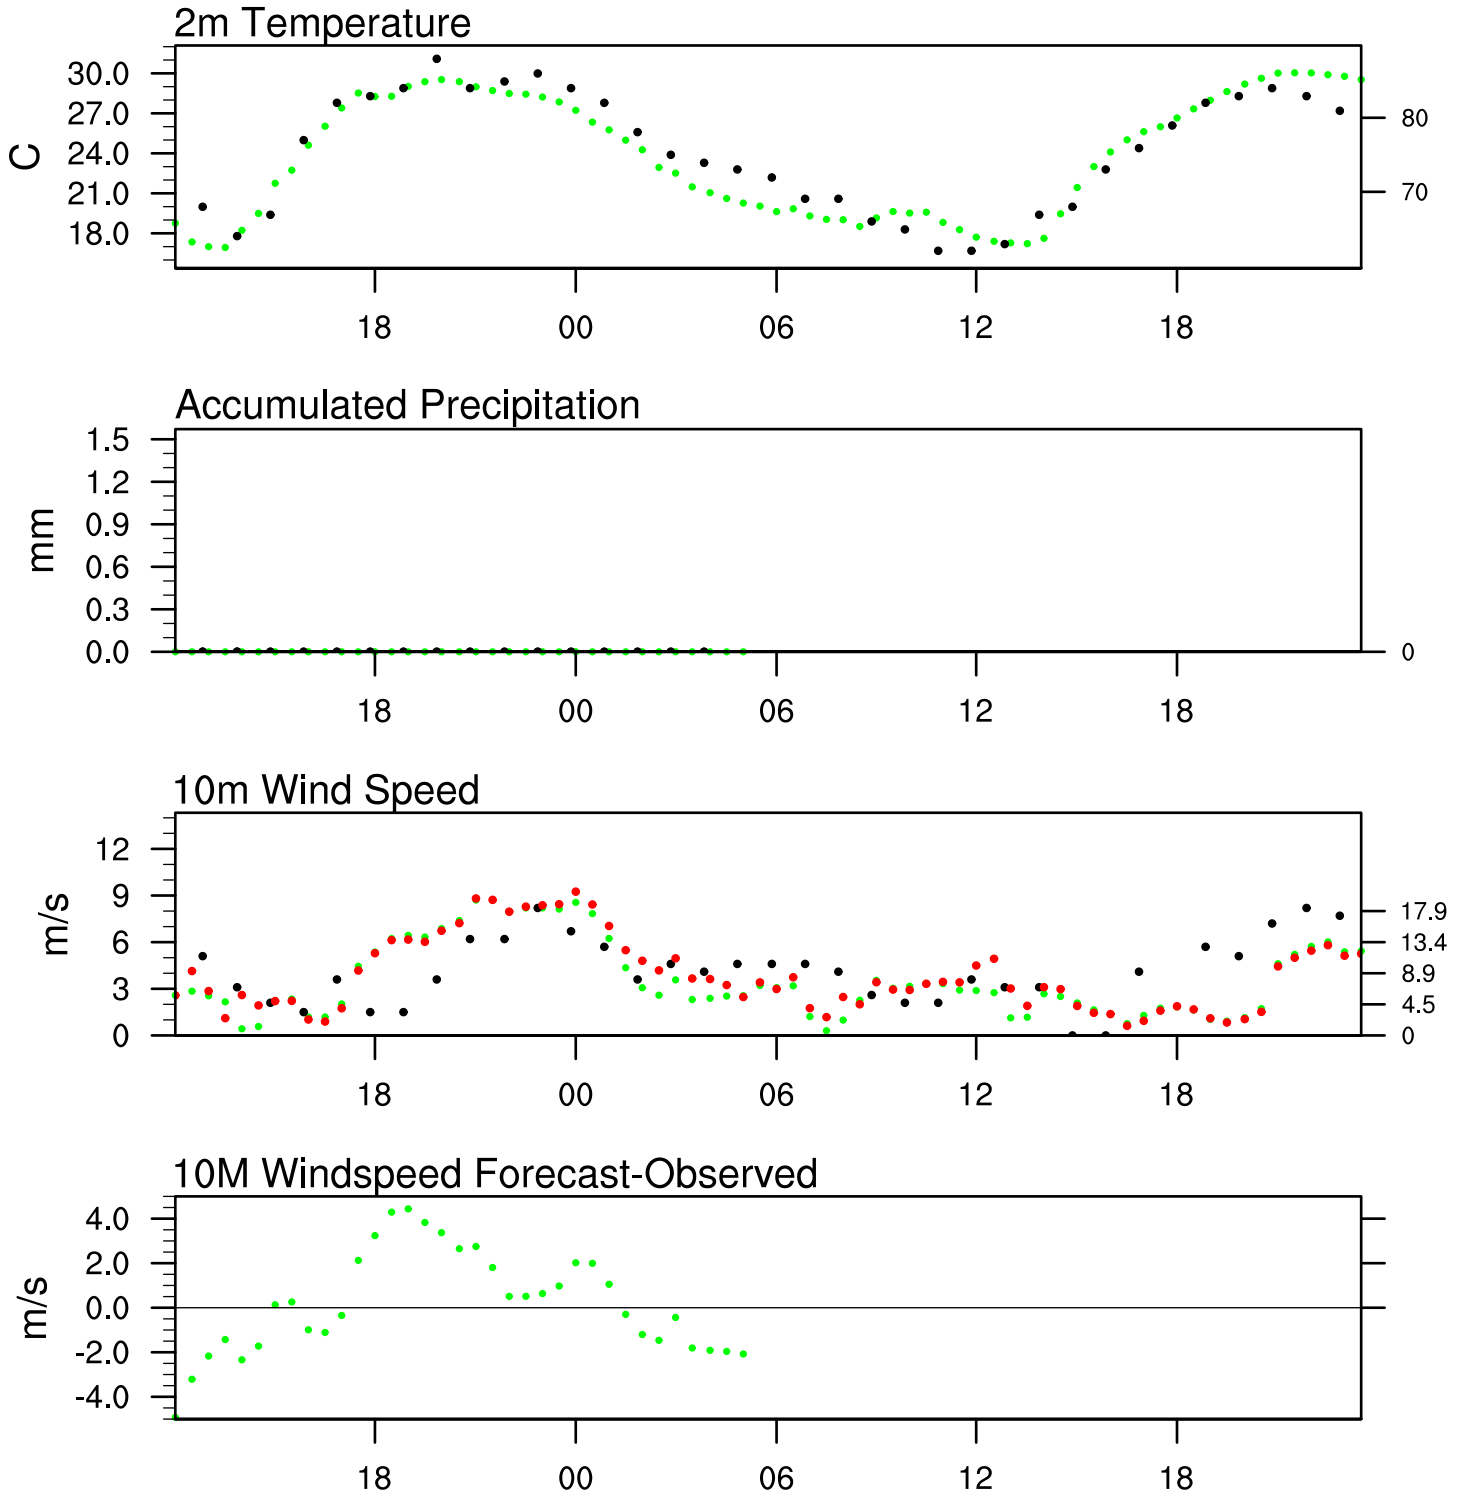 2m Temperature
30.0
27.0
24.0
21.0
18.0
C
80
70
18 00 06 12 18
Accumulated Precipitation
1.5
1.2
0.9
0.6
0.3
0.0
mm
0
18 00 06 12 18
10m Wind Speed
12
9
6
3
0
m/s
17.9
13.4
8.9
4.5
0
18 00 06 12 18
10M Windspeed Forecast-Observed
4.0
2.0
0.0
-2.0
-4.0
m/s
18 00 06 12 18